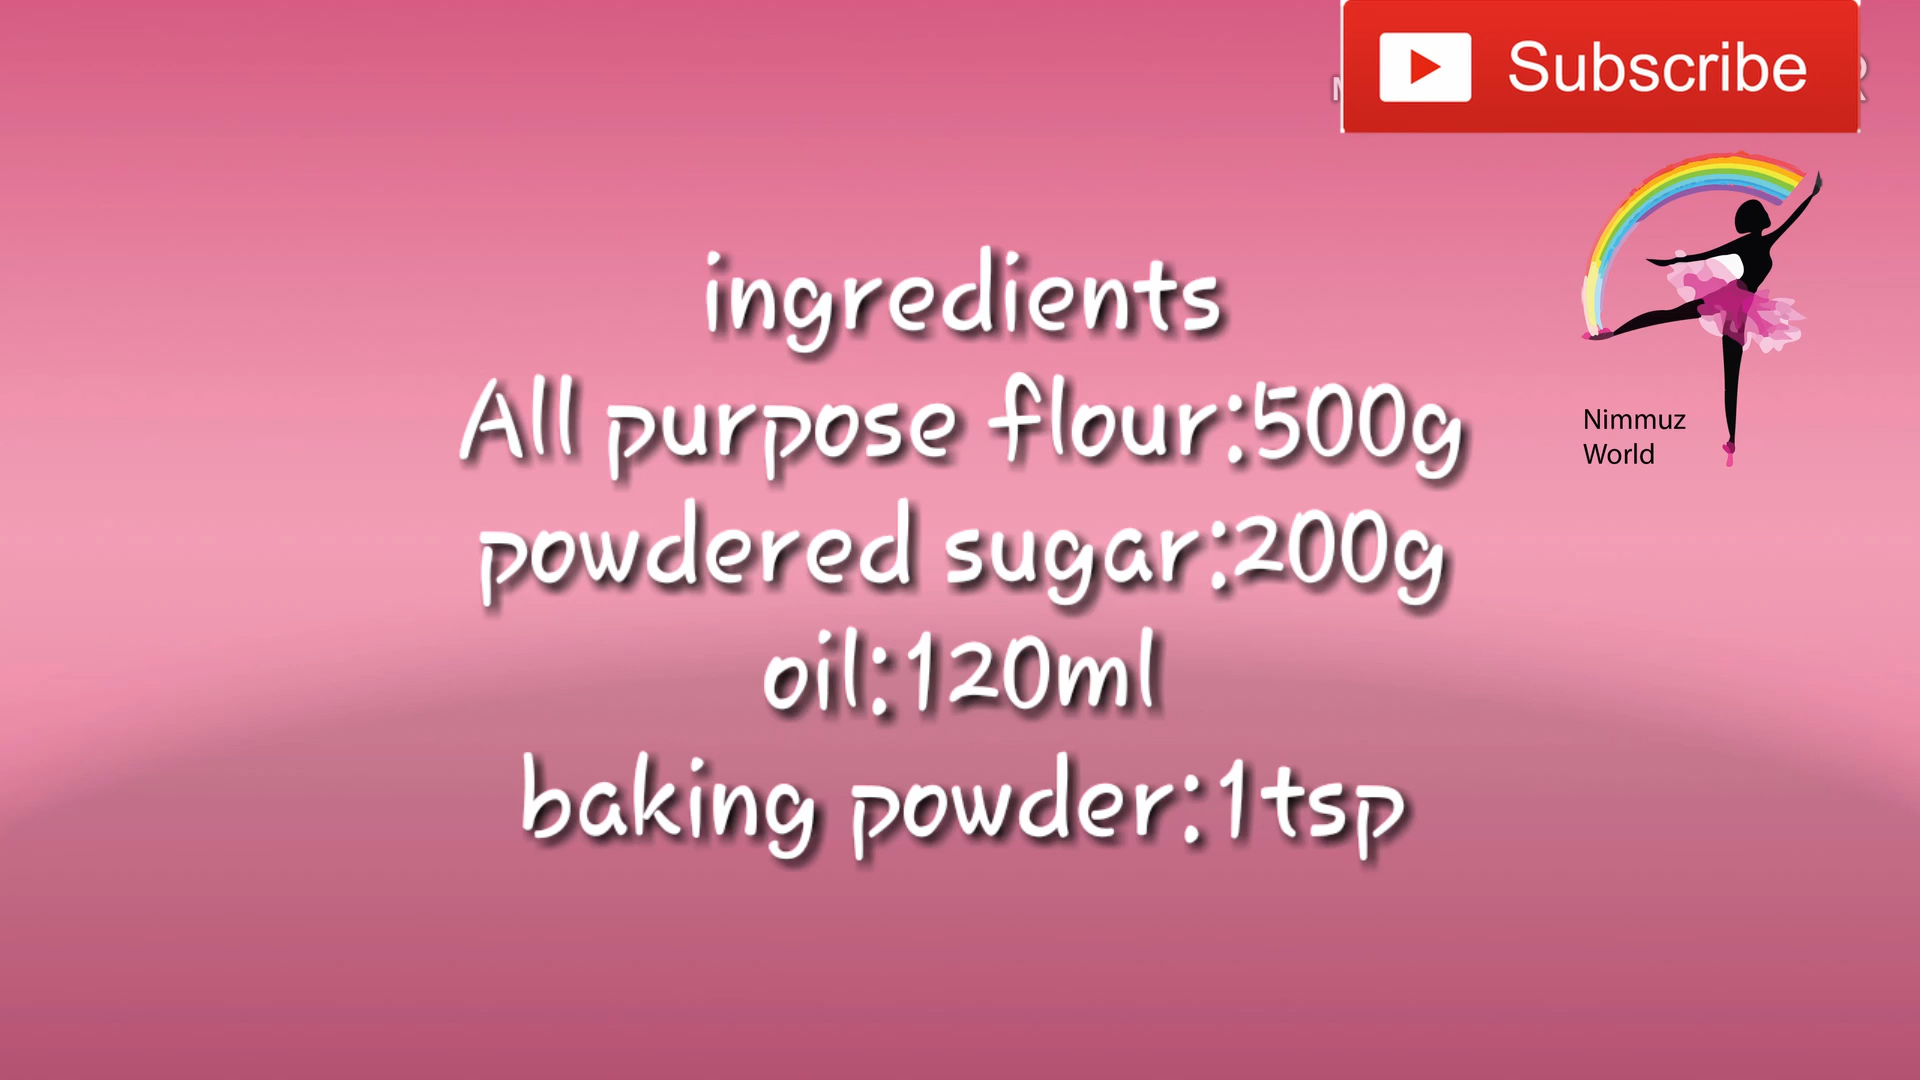 Subscribe
ingredients
All purpose flour:500g
powdered sugar:200g
oil:120ml
baking powder:1tsp
Nimmuz
World